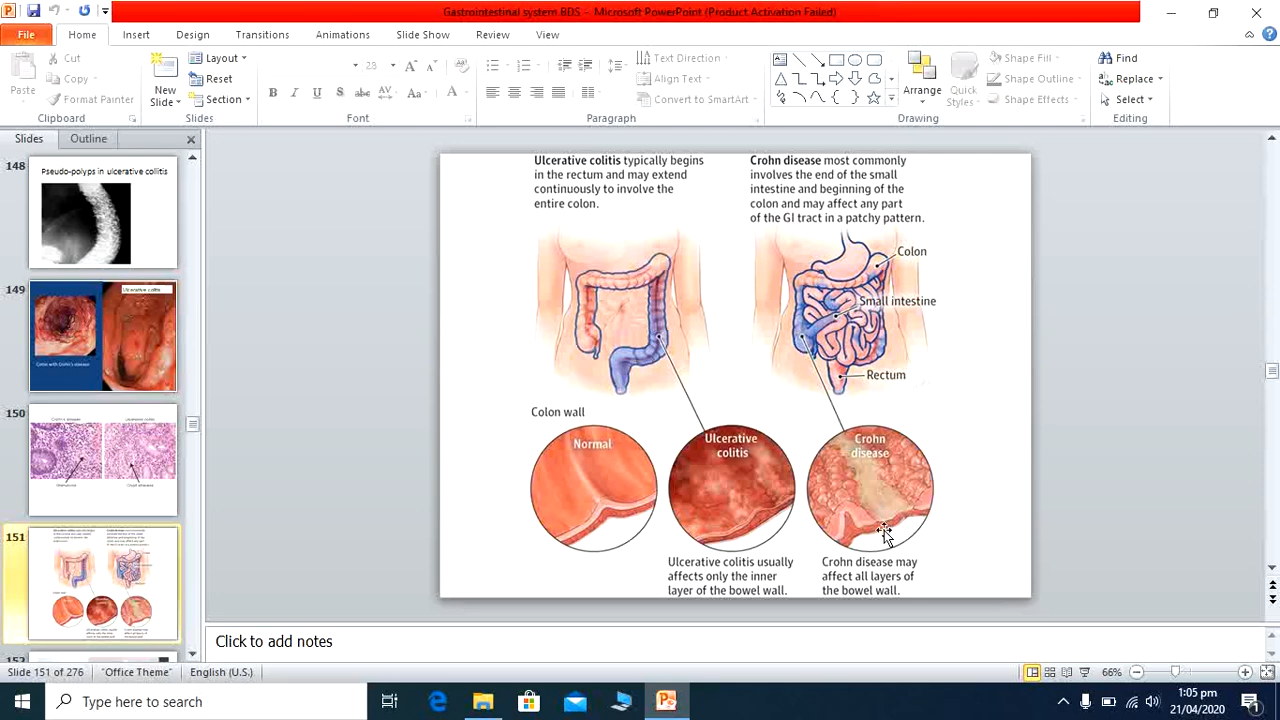 Gastrointestinal system BDS - Microsoft PowerPoint (Product Activation Failed)
File Home Insert Design Transitions Animations Slide Show Review View
Paste
Cut
Copy
Format Painter
Clipboard
New Slide
Layout
Reset
Section
Slides
28
Font
Text Direction
Align Text
Convert to SmartArt
Paragraph
Arrange
Quick Styles
Shape Fill
Shape Outline
Shape Effects
Drawing
Find
Replace
Select
Editing
Slides Outline
148
Pseudo-polyps in ulcerative colitis
149
Ulcerative colitis
150
151
Ulcerative colitis typically begins
in the rectum and may extend
continuously to involve the
entire colon.
Crohn disease most commonly
involves the end of the small
intestine and beginning of the
colon and may affect any part
of the GI tract in a patchy pattern.
Colon
Small intestine
Rectum
Colon wall
Normal
Ulcerative
colitis
Crohn
disease
Ulcerative colitis usually
affects only the inner
layer of the bowel wall.
Crohn disease may
affect all layers of
the bowel wall.
Click to add notes
Slide 151 of 276 "Office Theme" English (U.S.) 66%
Type here to search
1:05 pm
21/04/2020